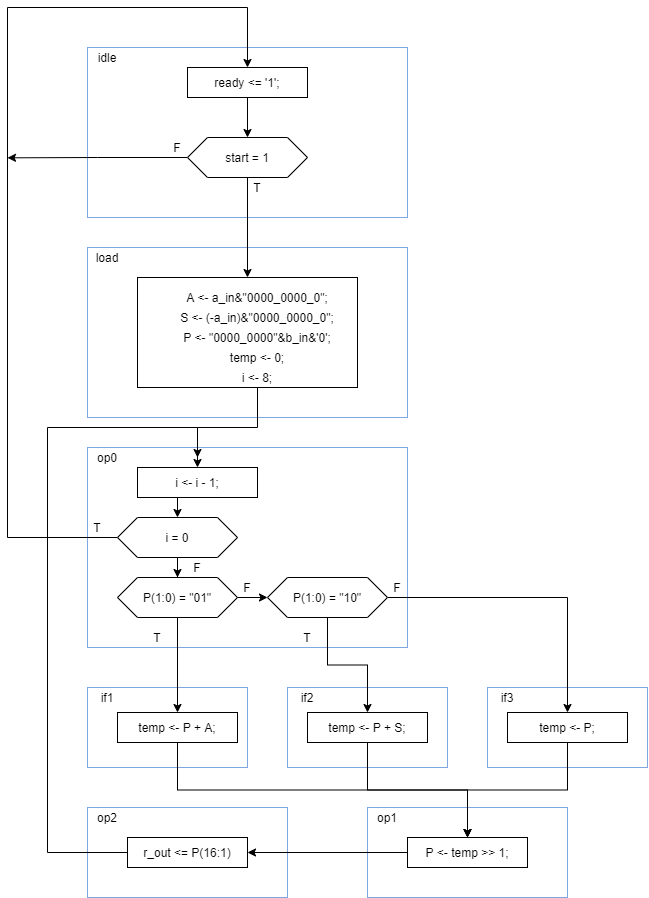 idle
ready <= '1';
start = 1
F
T
load
A <- a_in&"0000_0000_0";
S <- (-a_in)&"0000_0000_0";
P <- "0000_0000"&b_in&'0';
temp <- 0;
i <- 8;
op0
i <- i - 1;
T
i = 0
F
P(1:0) = "01"
F
P(1:0) = "10"
F
T
T
if1
temp <- P + A;
if2
temp <- P + S;
if3
temp <- P;
op2
r_out <= P(16:1)
op1
P <- temp >> 1;